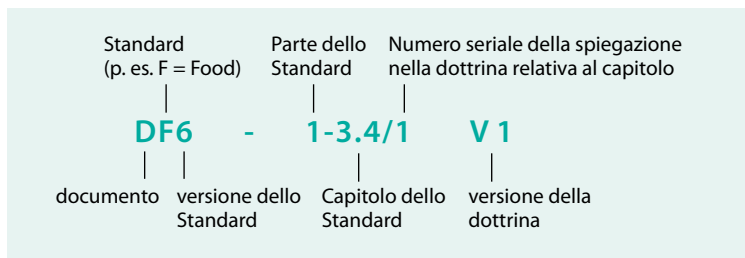 Standard Parte dello Numero seriale della spiegazione
(p. es. F = Food) Standard nella dottrina relativa al capitolo
DF6 - 1-3.4/1 V 1
documento versione dello Capitolo dello versione della
Standard Standard dottrina